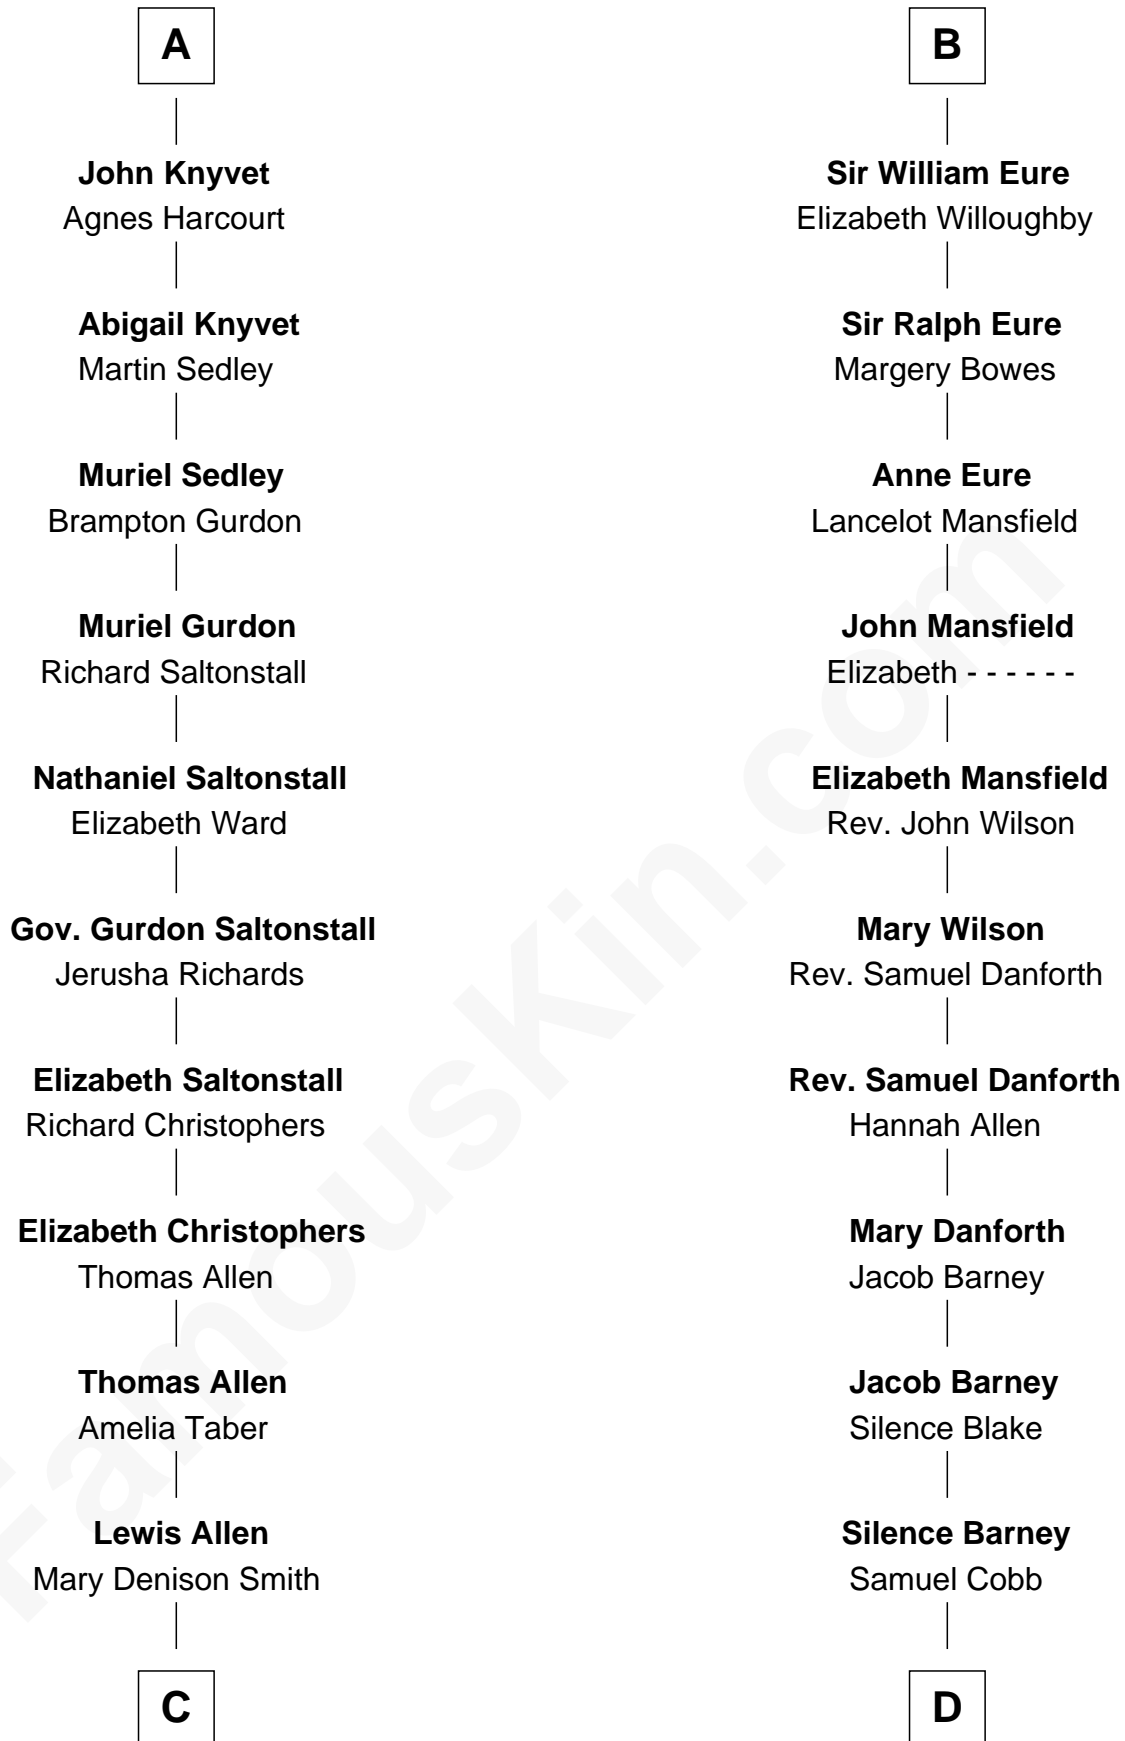 A
John Knyvet
Agnes Harcourt
Abigail Knyvet
Martin Sedley
Muriel Sedley
Brampton Gurdon
Muriel Gurdon
Richard Saltonstall
Nathaniel Saltonstall
Elizabeth Ward
Gov. Gurdon Saltonstall
Jerusha Richards
Elizabeth Saltonstall
Richard Christophers
Elizabeth Christophers
Thomas Allen
Thomas Allen
Amelia Taber
Lewis Allen
Mary Denison Smith
C
B
Sir William Eure
Elizabeth Willoughby
Sir Ralph Eure
Margery Bowes
Anne Eure
Lancelot Mansfield
John Mansfield
Elizabeth - - - - - -
Elizabeth Mansfield
Rev. John Wilson
Mary Wilson
Rev. Samuel Danforth
Rev. Samuel Danforth
Hannah Allen
Mary Danforth
Jacob Barney
Jacob Barney
Silence Blake
Silence Barney
Samuel Cobb
D
FamousKin.com